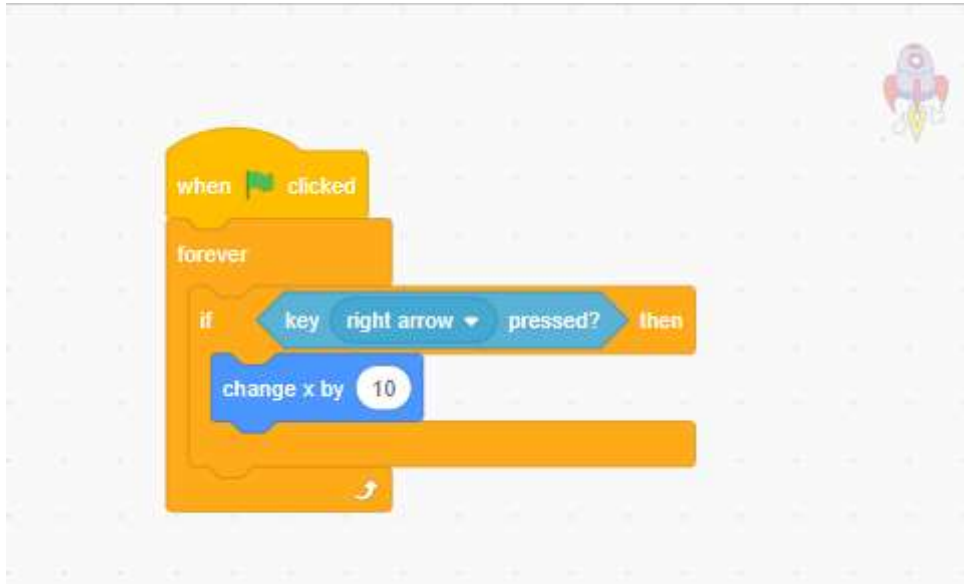 when clicked
forever
if key right arrow pressed? then
change x by 10